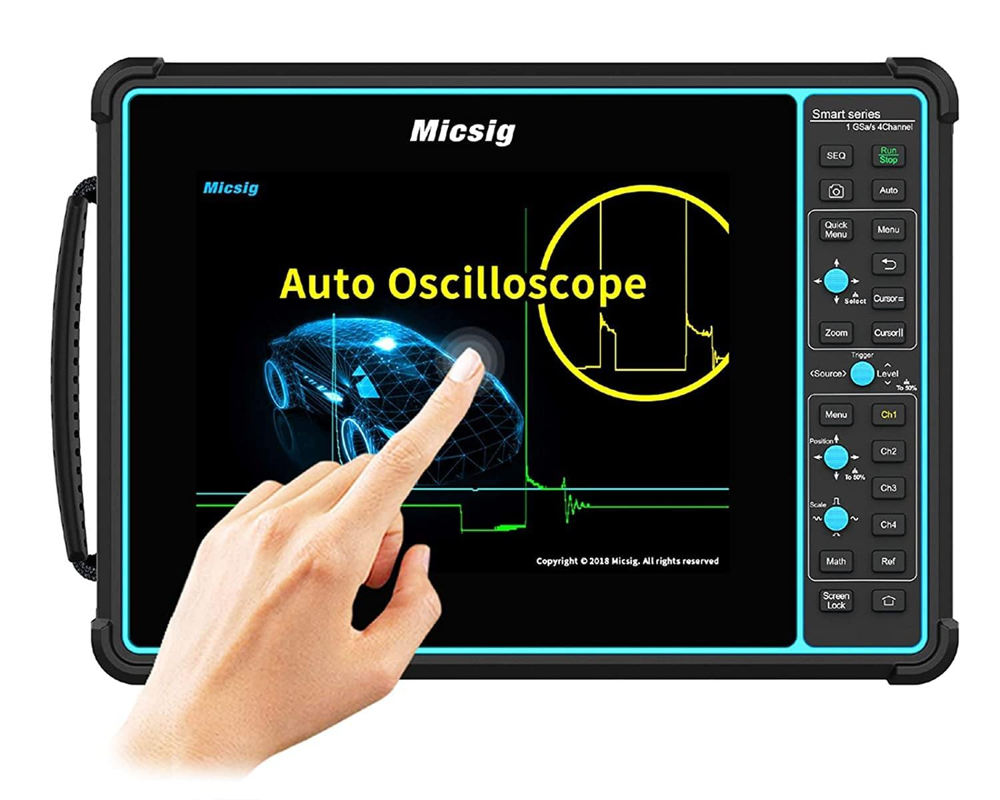 Micsig
Micsig
Auto Oscilloscope
Copyright © 2018 Micsig. All rights reserved
Smart series
1 GSa/s 4Channel
SEQ
Run
Stop
Auto
Quick
Menu
Menu
Select
Cursor=
Zoom
Cursor||
Trigger
<Source>
Level
To 50%
Menu
Ch1
Position
Ch2
To 50%
Ch3
Scale
Ch4
Math
Ref
Screen
Lock